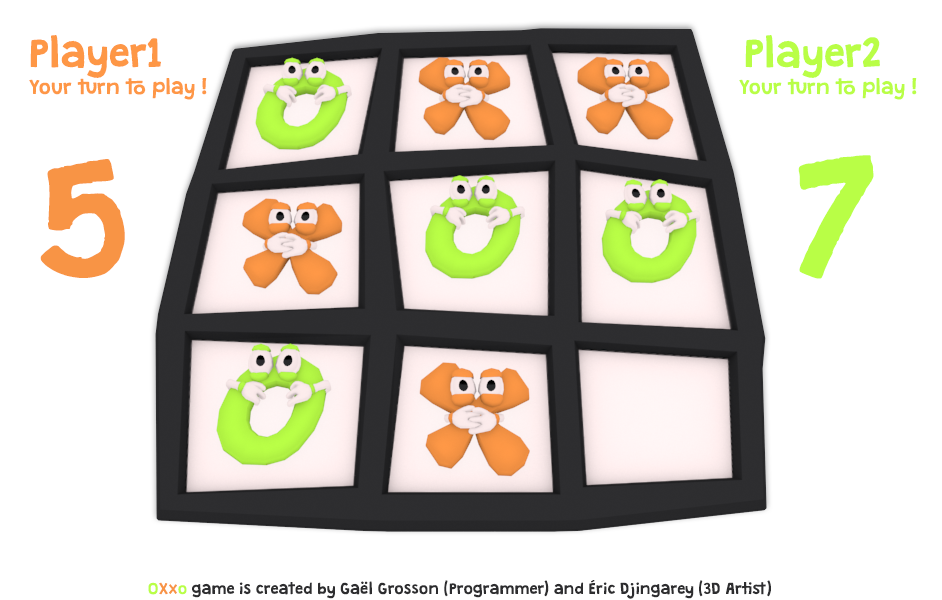 Player1
Your turn to play !
5
Player2
Your turn to play !
7
OXxo game is created by Gaël Grosson (Programmer) and Éric Djingarey (3D Artist)